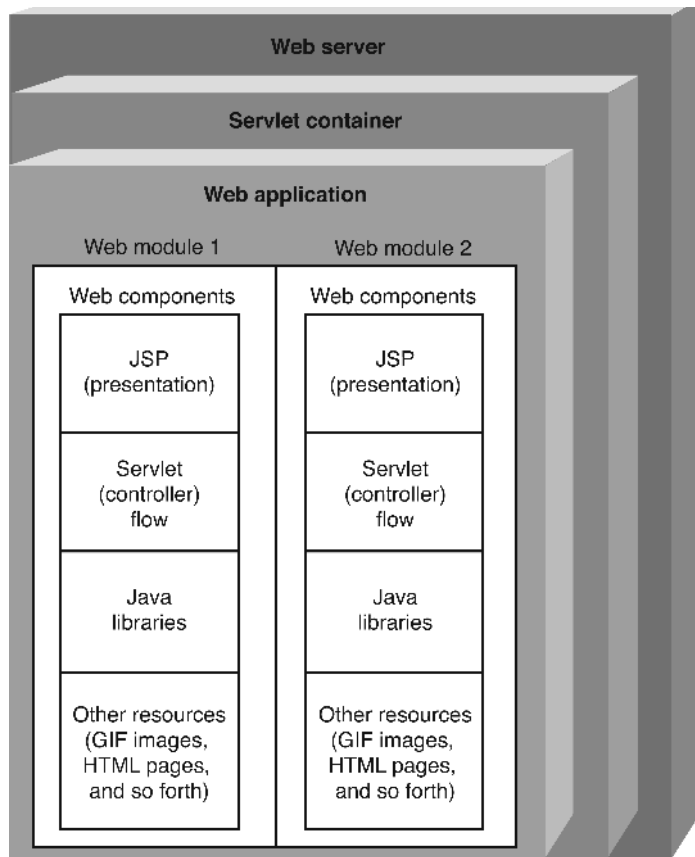 Web server
Servlet container
Web application
Web module 1
Web module 2
Web components
JSP
(presentation)
Servlet
(controller)
flow
Java
libraries
Other resources
(GIF images,
HTML pages,
and so forth)
Web components
JSP
(presentation)
Servlet
(controller)
flow
Java
libraries
Other resources
(GIF images,
HTML pages,
and so forth)